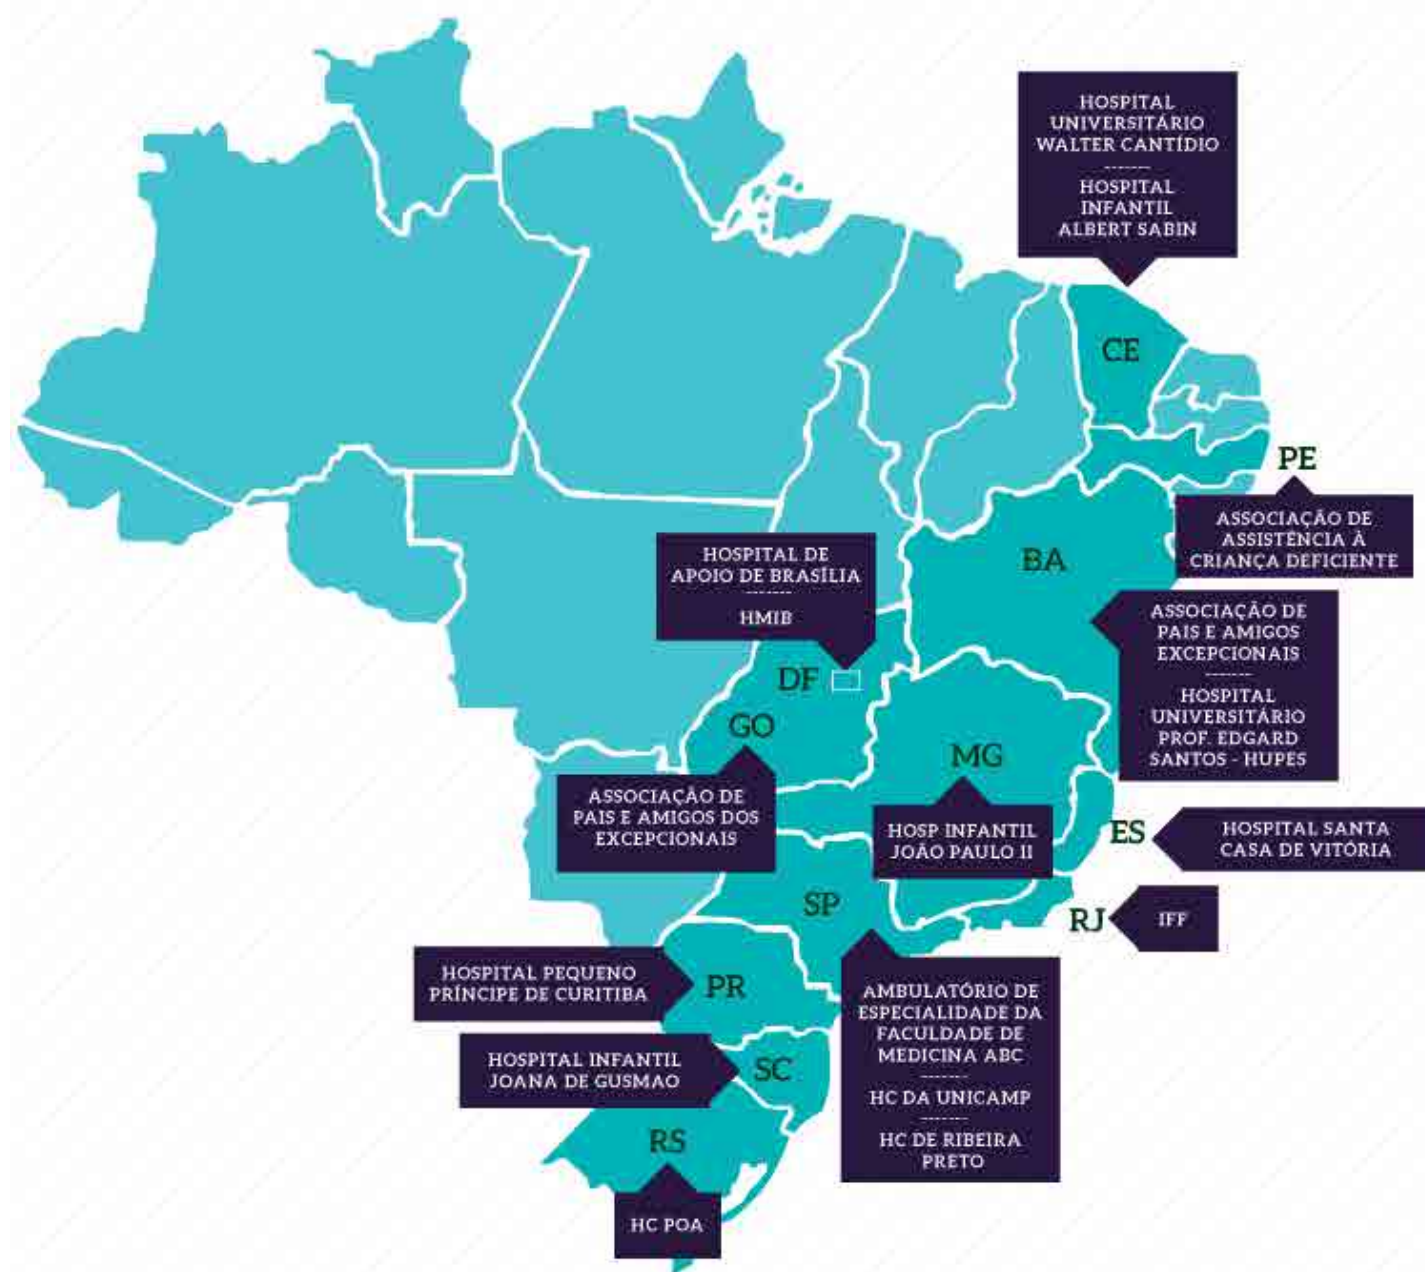 HOSPITAL
UNIVERSITÁRIO
WALTER CANTÍDIO
-------
HOSPITAL
INFANTIL
ALBERT SABIN
CE
PE
ASSOCIAÇÃO DE
ASSISTÊNCIA À
CRIANÇA DEFICIENTE
HOSPITAL DE
APOIO DE BRASÍLIA
-------
HMIB
BA
ASSOCIAÇÃO DE
PAIS E AMIGOS
EXCEPCIONAIS
-------
HOSPITAL
UNIVERSITÁRIO
PROF. EDGARD
SANTOS - HUPES
DF
GO
ASSOCIAÇÃO DE
PAIS E AMIGOS DOS
EXCEPCIONAIS
MG
HOSP INFANTIL
JOÃO PAULO II
ES
HOSPITAL SANTA
CASA DE VITÓRIA
SP
RJ
IFF
HOSPITAL PEQUENO
PRÍNCIPE DE CURITIBA
PR
AMBULATÓRIO DE
ESPECIALIDADE DA
FACULDADE DE
MEDICINA ABC
-------
HC DA UNICAMP
-------
HC DE RIBEIRA
PRETO
HOSPITAL INFANTIL
JOANA DE GUSMAO
SC
RS
HC POA